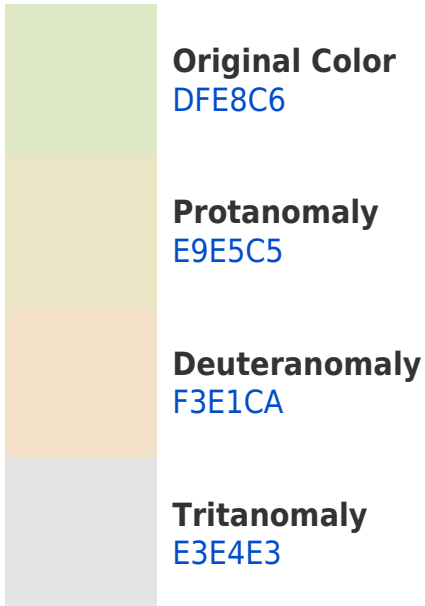 Original Color
DFE8C6
Protanomaly
E9E5C5
Deuteranomaly
F3E1CA
Tritanomaly
E3E4E3